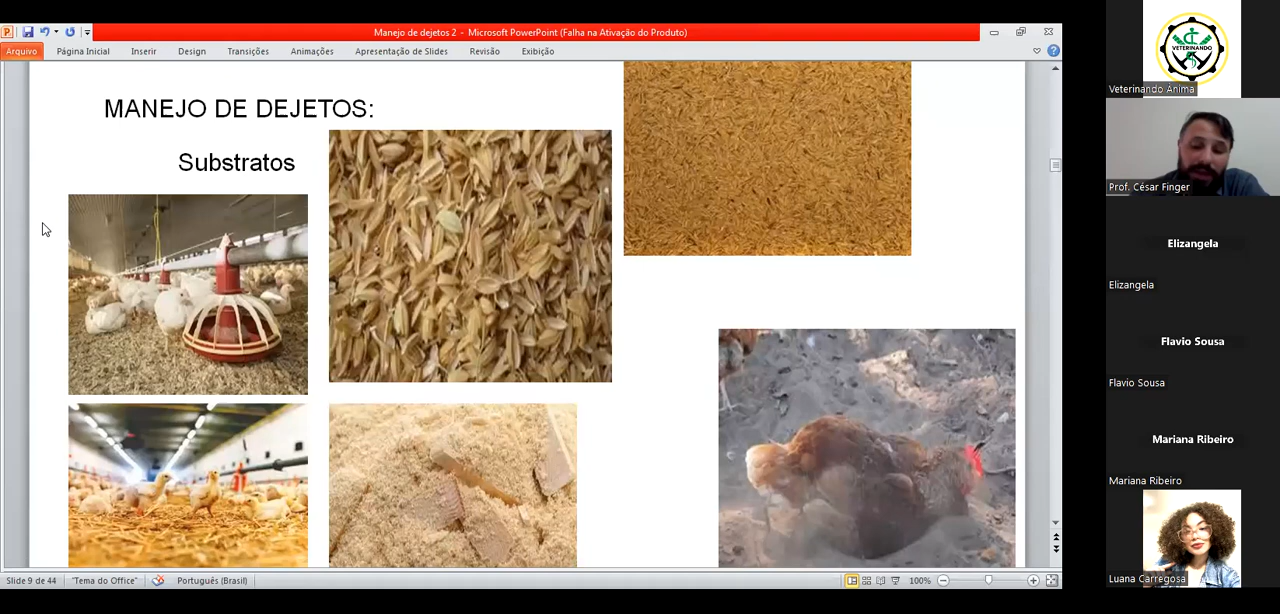 Manejo de dejetos 2 - Microsoft PowerPoint (Falha na Ativação do Produto)
Arquivo Página Inicial Inserir Design Transições Animações Apresentação de Slides Revisão Exibição
MANEJO DE DEJETOS:
Substratos
Slide 9 de 44 "Tema do Office" Português (Brasil) 100%
VETERINANDO
Veterinando Anima
Prof. César Finger
Elizangela
Elizangela
Flavio Sousa
Flavio Sousa
Mariana Ribeiro
Mariana Ribeiro
Luana Carregosa